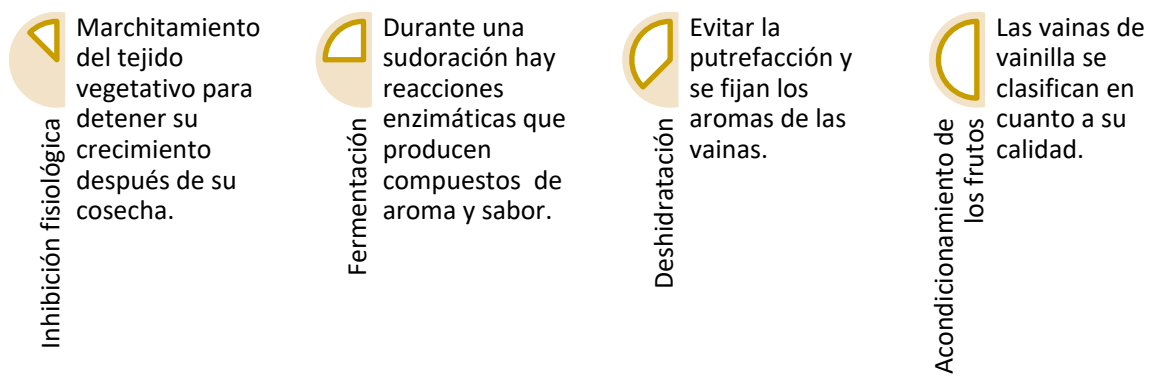 Inhibición fisiológica
Marchitamiento
del tejido
vegetativo para
detener su
crecimiento
después de su
cosecha.
Fermentación
Durante una
sudoración hay
reacciones
enzimáticas que
producen
compuestos  de
aroma y sabor.
Deshidratación
Evitar la
putrefacción y
se fijan los
aromas de las
vainas.
Acondicionamiento de
los frutos
Las vainas de
vainilla se
clasifican en
cuanto a su
calidad.